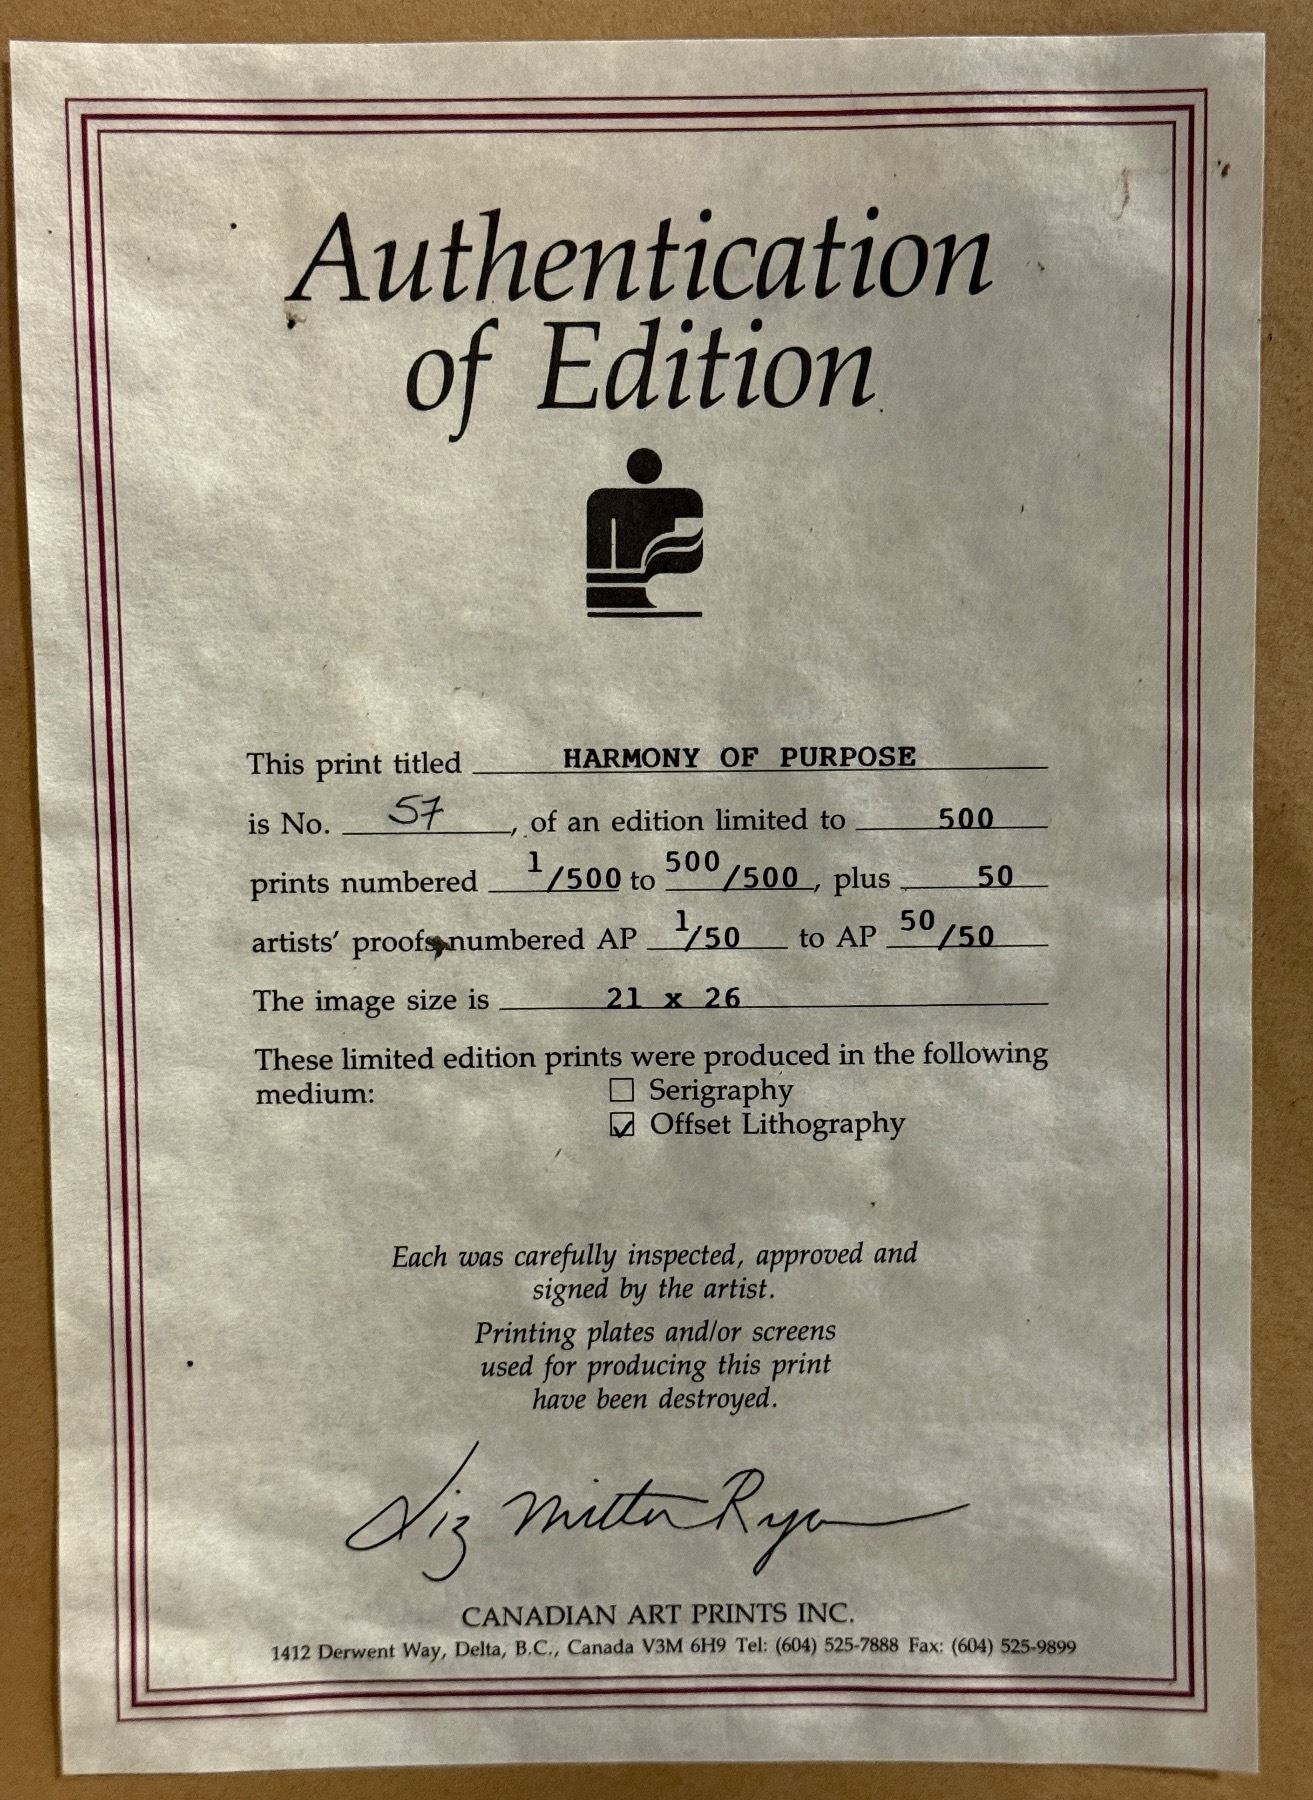 Authentication
of Edition
This print titled HARMONY OF PURPOSE
is No. 57, of an edition limited to 500
prints numbered 1/500 to 500/500, plus 50
artists' proofs numbered AP 1/50 to AP 50/50
The image size is 21 x 26
These limited edition prints were produced in the following
medium: ☐ Serigraphy
☑ Offset Lithography
Each was carefully inspected, approved and
signed by the artist.
Printing plates and/or screens
used for producing this print
have been destroyed.
Liz Mitten Ryan
CANADIAN ART PRINTS INC.
1412 Derwent Way, Delta, B.C., Canada V3M 6H9 Tel: (604) 525-7888 Fax: (604) 525-9899